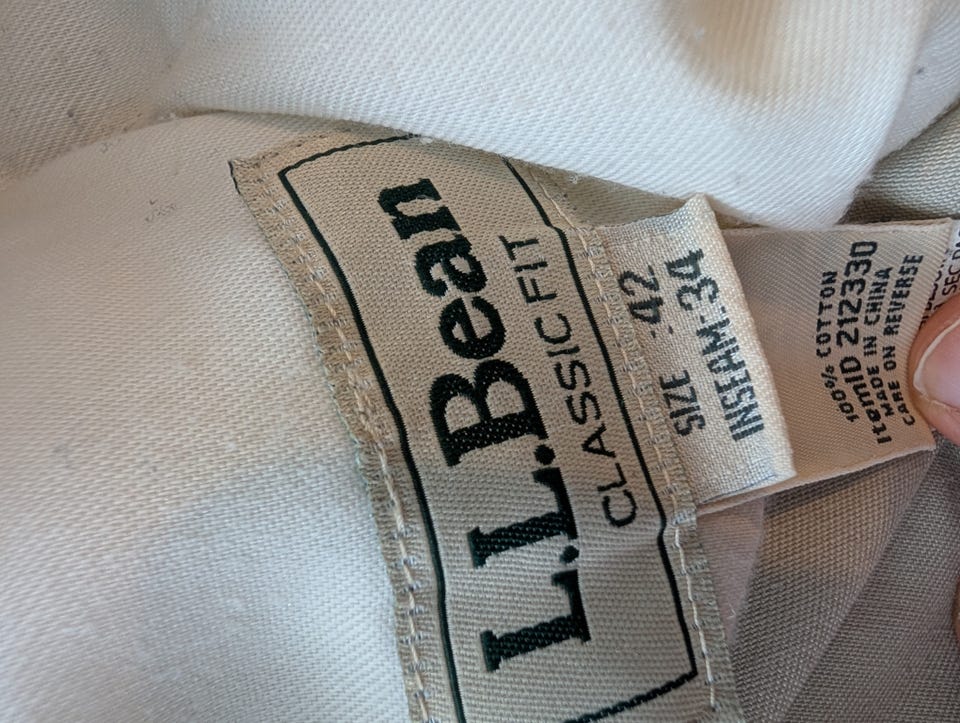 L.L.Bean
CLASSIC FIT
SIZE 42
INSEAM:34
100% COTTON
ItemID 212330
MADE IN CHINA
CARE ON REVERSE